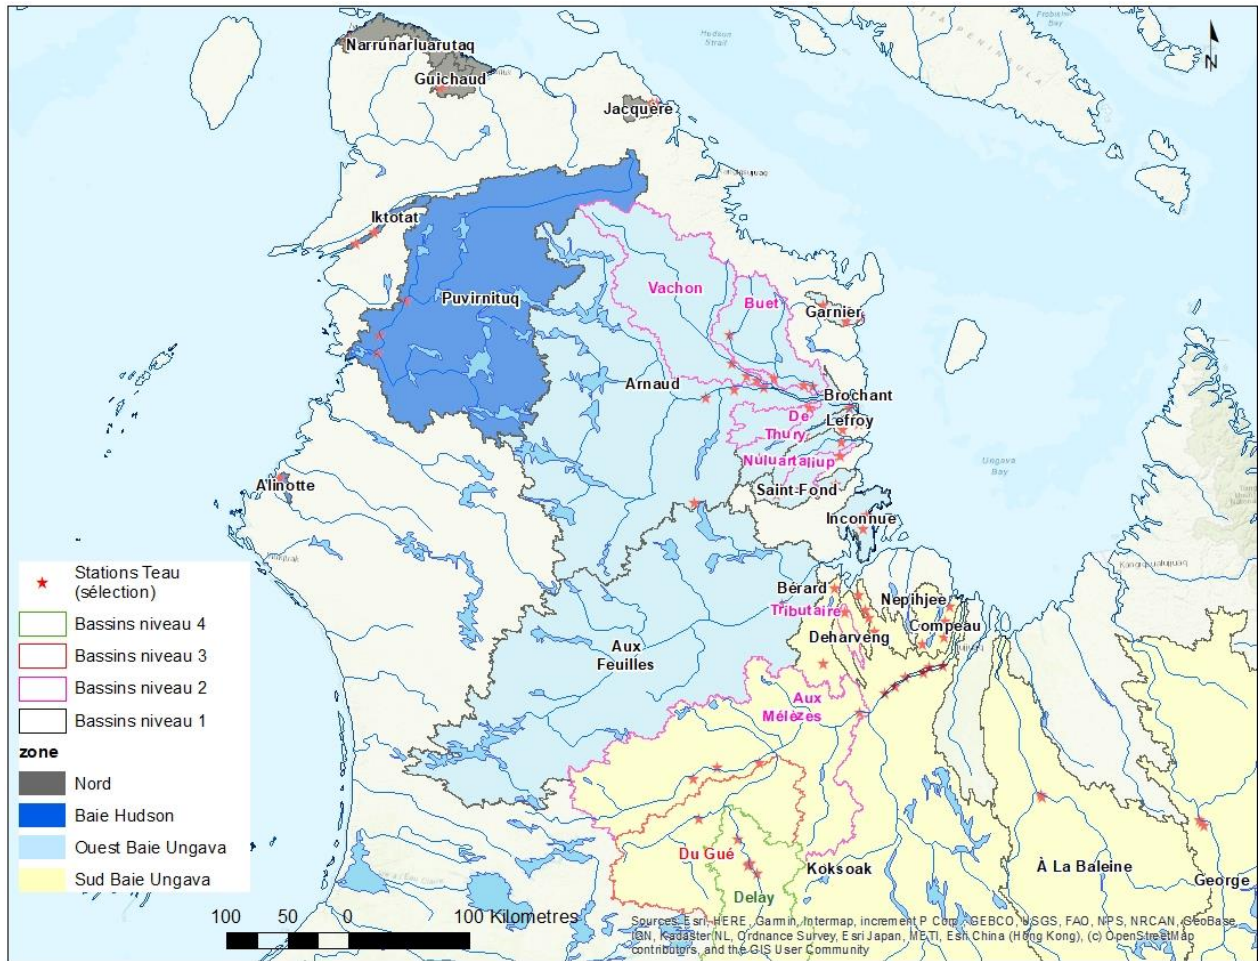 Hudson
Strait
Frobisher
Bay
Narrunarluarutaq
Guichaud
Jacquère
N
Iktotat
Puvirnituq
Vachon
Buet
Garnier
Arnaud
Brochant
De
Thury
Lefroy
Nuluartaliup
Saint-Fond
Inconnue
Ungava
Bay
Alinotte
Bérard
Tributaire
Deharveng
Nepihjee
Compeau
Aux
Feuilles
Aux
Mélèzes
Du Gué
Delay
Koksoak
À La Baleine
George
Stations Teau
(sélection)
Bassins niveau 4
Bassins niveau 3
Bassins niveau 2
Bassins niveau 1
zone
Nord
Baie Hudson
Ouest Baie Ungava
Sud Baie Ungava
100 50 0 100 Kilometres
Sources: Esri, HERE, Garmin, Intermap, increment P Corp., GEBCO, USGS, FAO, NPS, NRCAN, GeoBase,
IGN, Kadaster NL, Ordnance Survey, Esri Japan, METI, Esri China (Hong Kong), (c) OpenStreetMap
contributors, and the GIS User Community